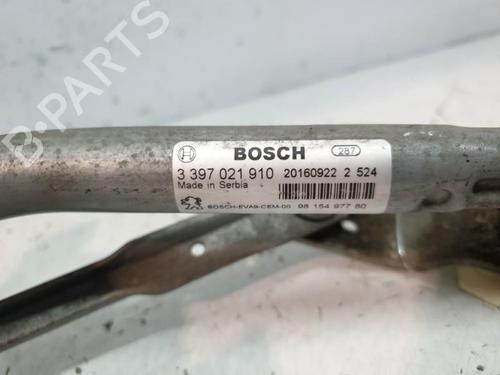 BOSCH 287
3 397 021 910 20160922 2 524
Made in Serbia
BOSCH-EVA9-CEM-00 98 154 977 80
B-PARTS